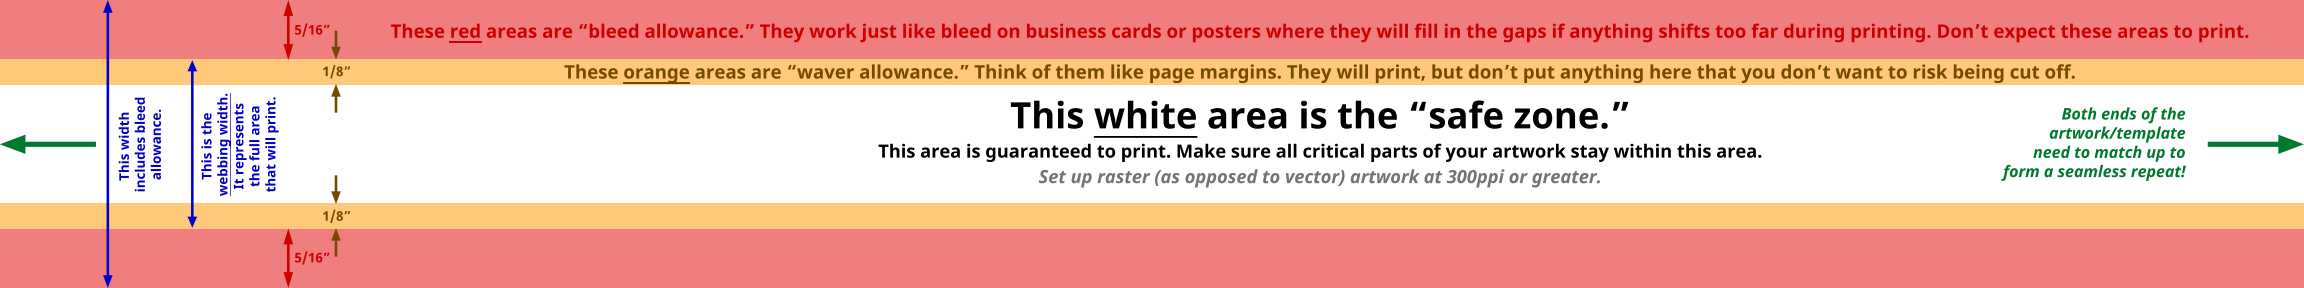 5/16”
These red areas are “bleed allowance.” They work just like bleed on business cards or posters where they will fill in the gaps if anything shifts too far during printing. Don’t expect these areas to print.
1/8”
These orange areas are “waver allowance.” Think of them like page margins. They will print, but don’t put anything here that you don’t want to risk being cut off.
This width
includes bleed
allowance.
This is the
webbing width.
It represents
the full area
that will print.
This white area is the “safe zone.”
This area is guaranteed to print. Make sure all critical parts of your artwork stay within this area.
Set up raster (as opposed to vector) artwork at 300ppi or greater.
Both ends of the
artwork/template
need to match up to
form a seamless repeat!
1/8”
5/16”